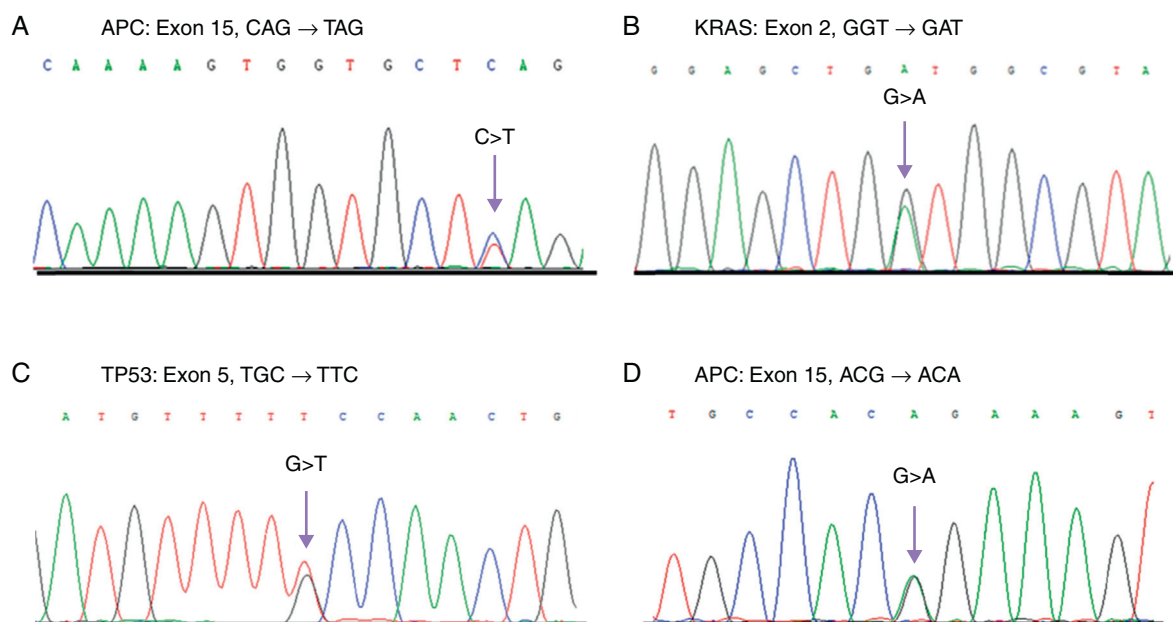 A APC: Exon 15, CAG → TAG
C A A A A G T G G T G C T C A G
C>T
B KRAS: Exon 2, GGT → GAT
G G A G C T G A T G G C G T A
G>A
C TP53: Exon 5, TGC → TTC
A T G T T T T T C C A A C T G
G>T
D APC: Exon 15, ACG → ACA
T G C C A C A G A A A G T
G>A